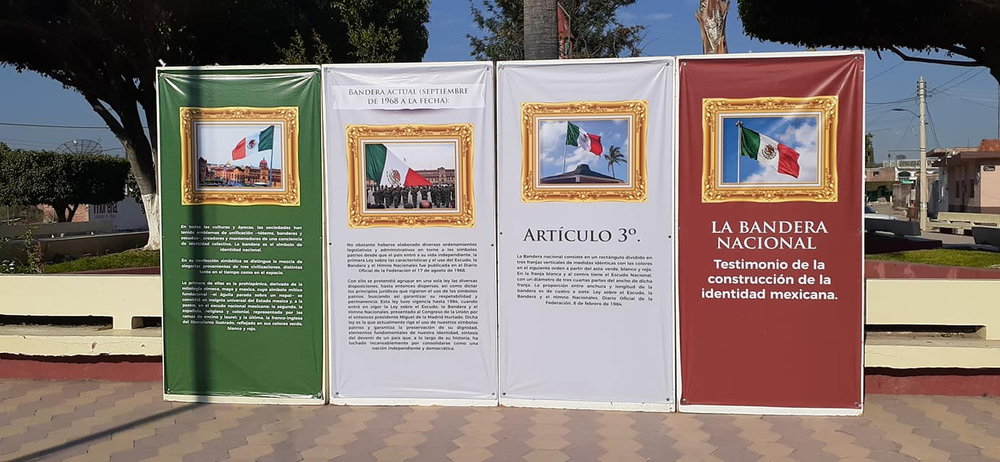 En todas las culturas y épocas, las sociedades han
tenido emblemas de unificación —tótems, banderas y
escudos—, creadores y mantenedores de una conciencia
de identidad colectiva. La bandera es el símbolo de
identidad nacional.
En su confección simbólica se distingue la mezcla de
alegorías provenientes de tres civilizaciones, distintas
tanto en el tiempo como en el espacio.
La primera de ellas es la prehispánica, derivada de la
mitología olmeca, maya y mexica, cuyo símbolo mítico
fundacional —el águila parada sobre un nopal— se
convirtió en insignia universal del Estado mexica y, a la
postre, en el escudo nacional mexicano; la segunda, la
española, religiosa y colonial, representada por las
ramas de encino y laurel; y la última, la franco-inglesa
del liberalismo ilustrado, reflejada en sus colores verde,
blanco y rojo.
BANDERA ACTUAL (SEPTIEMBRE
DE 1968 A LA FECHA):
No obstante haberse elaborado diversos ordenamientos
legislativos y administrativos en torno a los símbolos
patrios desde que el país entró a su vida independiente, la
primera Ley sobre las características y el uso del Escudo, la
Bandera y el Himno Nacionales fue publicada en el Diario
Oficial de la Federación el 17 de agosto de 1968.
Con ello se pretendió agrupar en una sola ley las diversas
disposiciones, hasta entonces dispersas, así como dictar
los principios jurídicos que rigieron el uso de los símbolos
patrios, buscando así garantizar su respetabilidad y
permanencia. Esta ley tuvo vigencia hasta 1984, cuando
entró en vigor la Ley sobre el Escudo, la Bandera y el
Himno Nacionales, presentada al Congreso de la Unión por
el entonces presidente Miguel de la Madrid Hurtado. Dicha
ley es la que actualmente rige el uso de nuestros símbolos
patrios y garantiza la preservación de su dignidad,
elementos fundamentales de nuestra identidad, síntesis
del devenir de un país que, a lo largo de su historia, ha
luchado incansablemente por consolidarse como una
nación independiente y democrática.
ARTÍCULO 3º.
La Bandera nacional consiste en un rectángulo dividido en
tres franjas verticales de medidas idénticas con los colores
en el siguiente orden a partir del asta: verde, blanco y rojo.
En la franja blanca y al centro tiene el Escudo Nacional,
con un diámetro de tres cuartas partes del ancho de dicha
franja. La proporción entre anchura y longitud de la
bandera es de cuatro a siete. Ley sobre el Escudo, la
Bandera y el Himno Nacionales. Diario Oficial de la
Federación, 8 de febrero de 1984.
LA BANDERA
NACIONAL
Testimonio de la
construcción de la
identidad mexicana.
morena